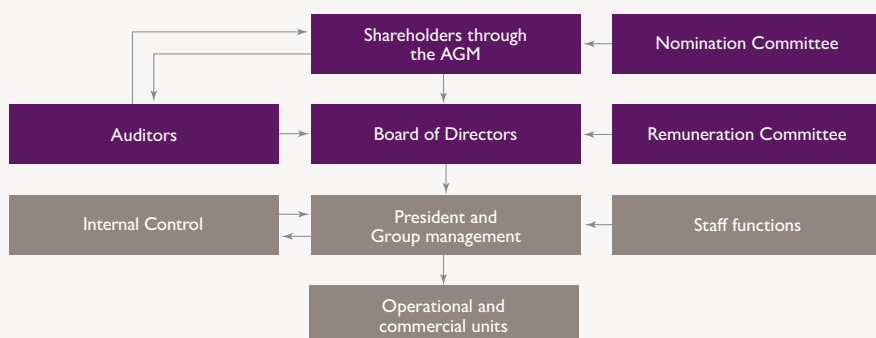 Shareholders through
the AGM
Nomination Committee
Auditors
Board of Directors
Remuneration Committee
Internal Control
President and
Group management
Staff functions
Operational and
commercial units